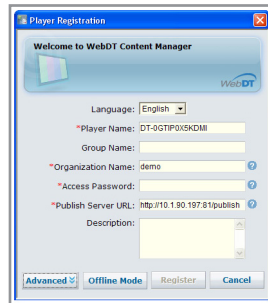 Player Registration
Welcome to WebDT Content Manager
WebDT
Language: English
*Player Name: DT-0GTIP0X5KDMI
Group Name:
*Organization Name: demo
*Access Password:
*Publish Server URL: http://10.1.90.197:81/publish
Description:
Advanced Offline Mode Register Cancel